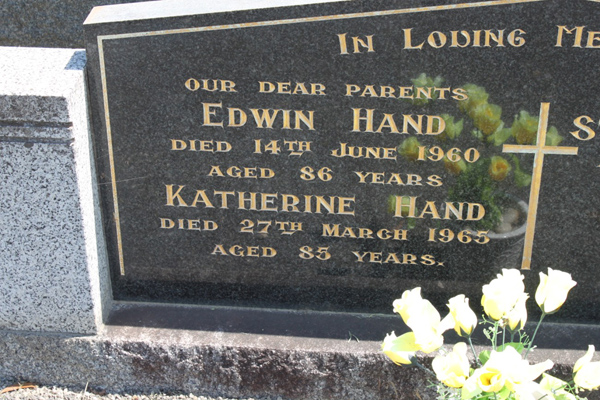 IN LOVING
OUR DEAR PARENTS
EDWIN HAND
DIED 14TH JUNE 1960
AGED 86 YEARS
KATHERINE HAND
DIED 27TH MARCH 1965
AGED 85 YEARS.